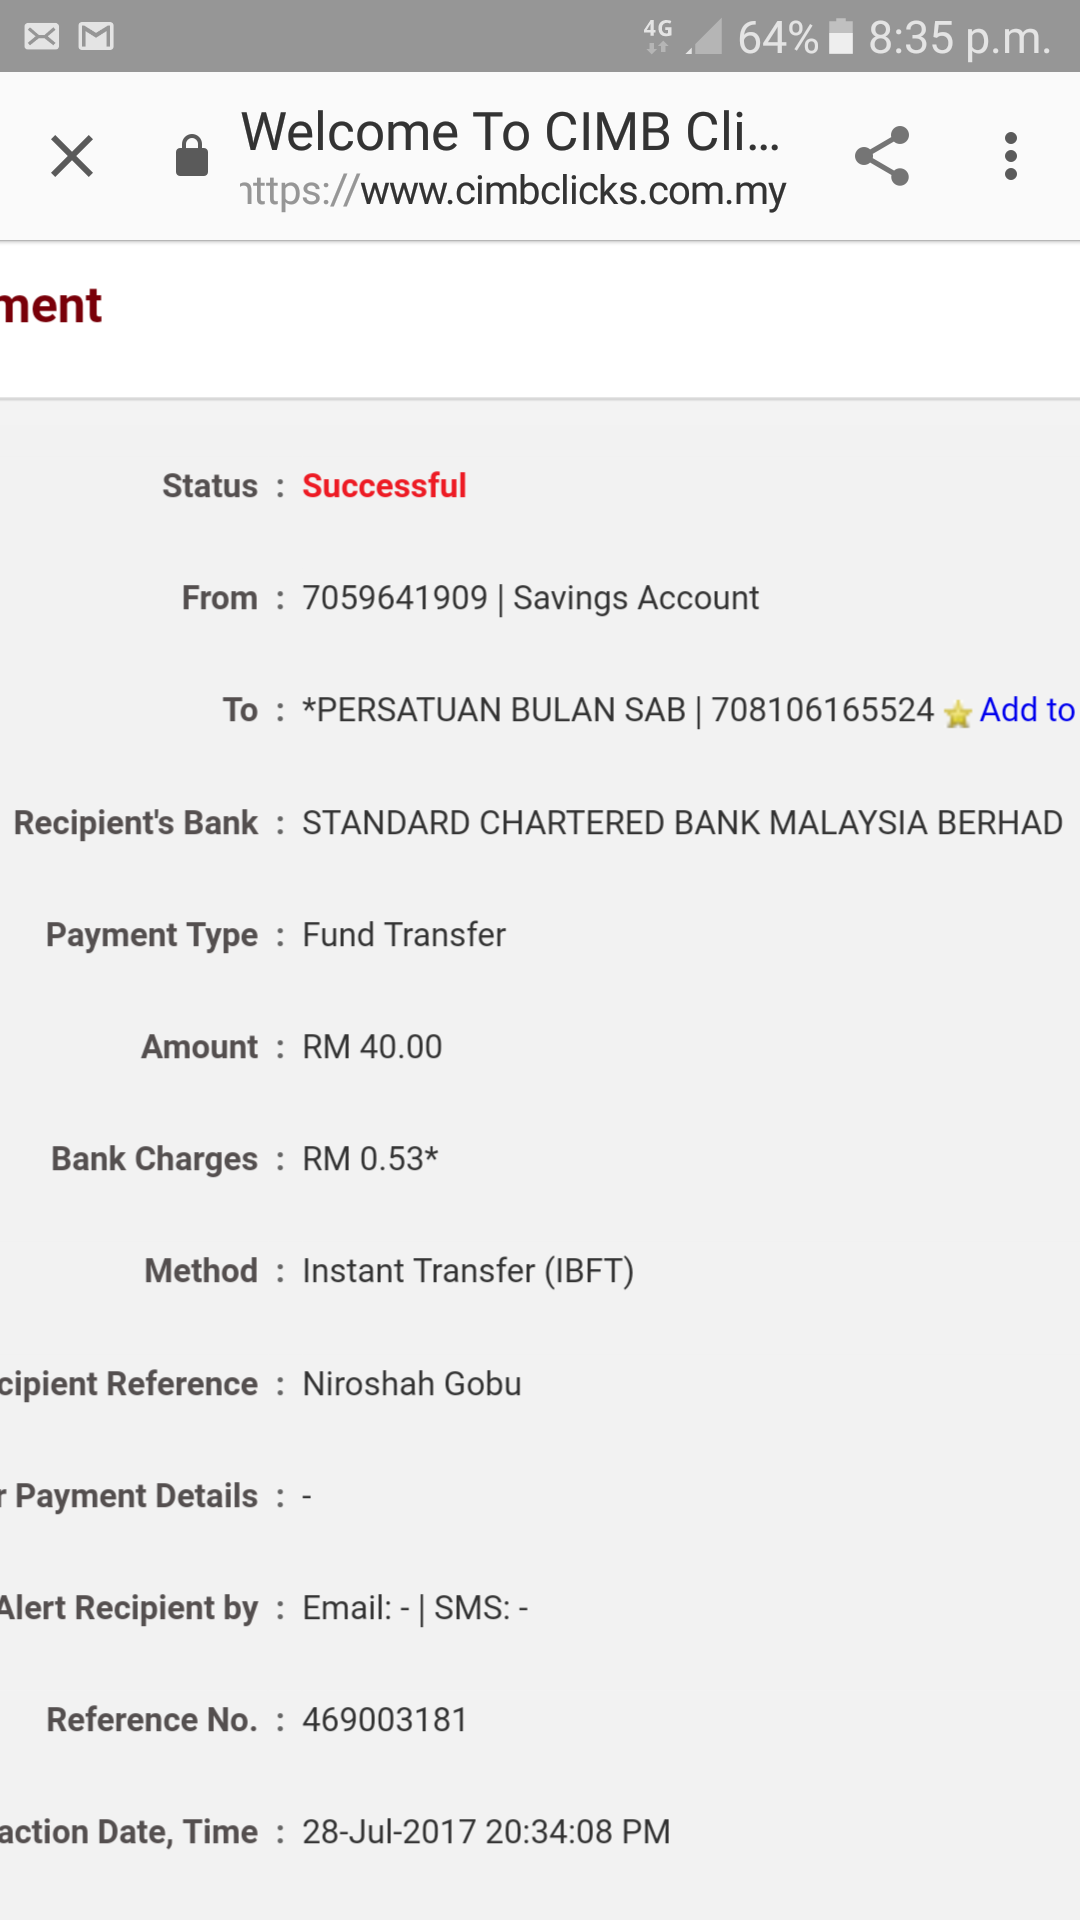 4G 64% 8:35 p.m.
Welcome To CIMB Cli...
https://www.cimbclicks.com.my
ment
Status : Successful
From : 7059641909 | Savings Account
To : *PERSATUAN BULAN SAB | 708106165524 Add to
Recipient's Bank : STANDARD CHARTERED BANK MALAYSIA BERHAD
Payment Type : Fund Transfer
Amount : RM 40.00
Bank Charges : RM 0.53*
Method : Instant Transfer (IBFT)
cipient Reference : Niroshah Gobu
r Payment Details : -
Alert Recipient by : Email: - | SMS: -
Reference No. : 469003181
action Date, Time : 28-Jul-2017 20:34:08 PM